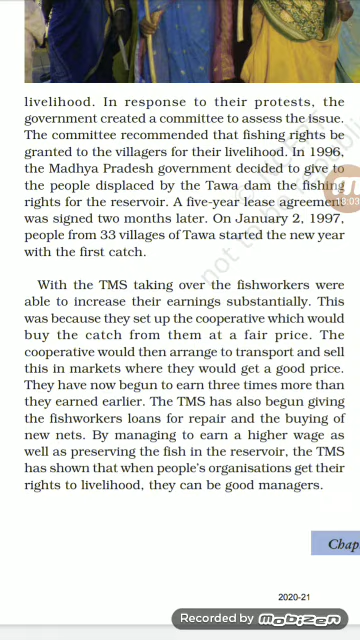 livelihood. In response to their protests, the
government created a committee to assess the issue.
The committee recommended that fishing rights be
granted to the villagers for their livelihood. In 1996,
the Madhya Pradesh government decided to give to
the people displaced by the Tawa dam the fishing
rights for the reservoir. A five-year lease agreement
18:03
was signed two months later. On January 2, 1997,
people from 33 villages of Tawa started the new year
with the first catch.
not to be
With the TMS taking over the fishworkers were
able to increase their earnings substantially. This
was because they set up the cooperative which would
buy the catch from them at a fair price. The
cooperative would then arrange to transport and sell
this in markets where they would get a good price.
They have now begun to earn three times more than
they earned earlier. The TMS has also begun giving
the fishworkers loans for repair and the buying of
new nets. By managing to earn a higher wage as
well as preserving the fish in the reservoir, the TMS
has shown that when people's organisations get their
rights to livelihood, they can be good managers.
Chap
2020-21
Recorded by Mobizen